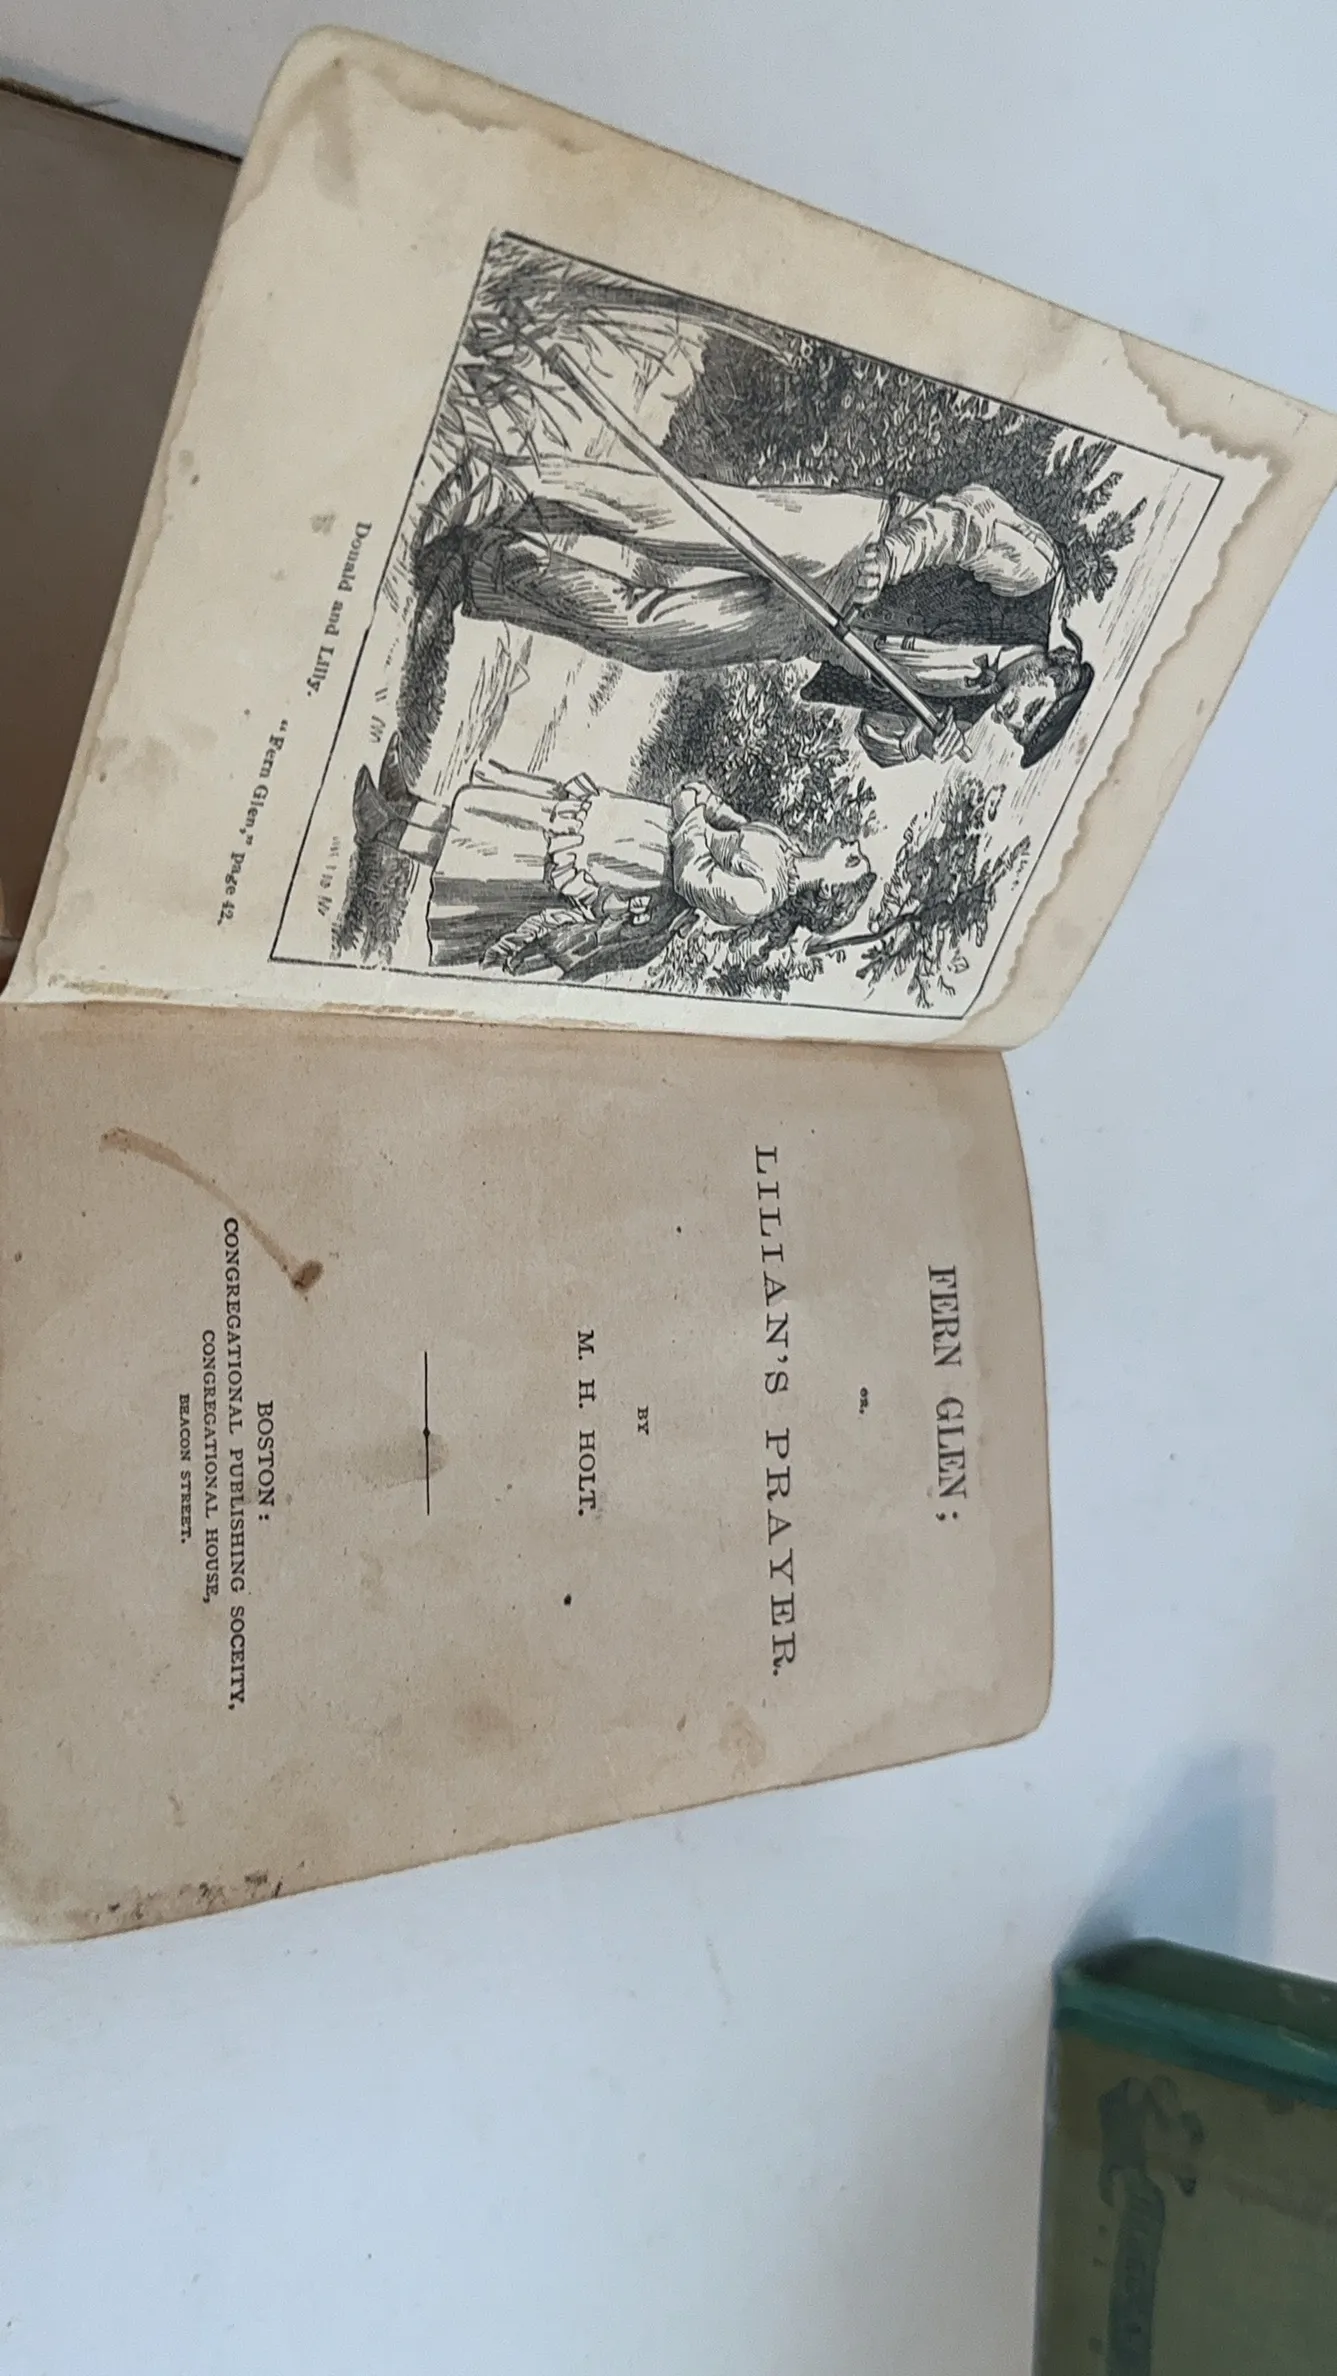 Donald and Lilly. "Fern Glen," Page 42.
FERN GLEN;
OR,
LILIAN'S PRAYER.
BY
M. H. HOLT.
BOSTON:
CONGREGATIONAL PUBLISHING SOCEITY,
CONGREGATIONAL HOUSE,
BEACON STREET.